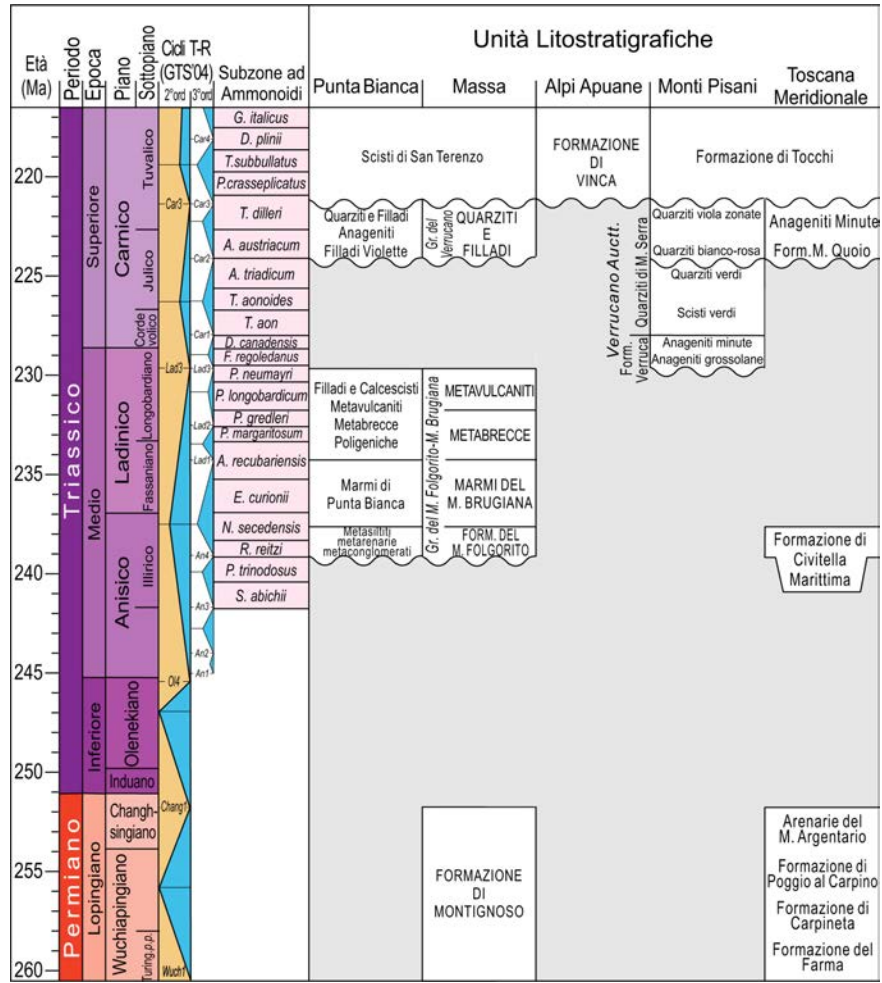 Età
(Ma)
Periodo
Epoca
Piano
Sottopiano
Cicli T-R
(GTS'04)
2°ord
3°ord
Subzone ad
Ammonoidi
Unità Litostratigrafiche
Punta Bianca
Massa
Alpi Apuane
Monti Pisani
Toscana
Meridionale
220
225
230
235
240
245
250
255
260
Triassico
Permiano
Superiore
Medio
Inferiore
Lopingiano
Carnico
Ladinico
Anisico
Olenekiano
Induano
Changh-
singiano
Wuchiapingiano
Tuvalico
Julico
Corde
volico
Longobardiano
Fassaniano
Illirico
Turing.p.p.
Car3
Lad3
Ol4
Chang1
Wuch1
Car4
Car3
Car2
Car1
Lad3
Lad2
Lad1
An4
An3
An2
An1
G. italicus
D. plinii
T.subbullatus
P.crasseplicatus
T. dilleri
A. austriacum
A. triadicum
T. aonoides
T. aon
D. canadensis
F. regoledanus
P. neumayri
P. longobardicum
P. gredleri
P. margaritosum
A. recubariensis
E. curionii
N. secedensis
R. reitzi
P. trinodosus
S. abichii
Scisti di San Terenzo
Quarziti e Filladi
Anageniti
Filladi Violette
Gr. del
Verrucano
QUARZITI
E
FILLADI
FORMAZIONE
DI
VINCA
Formazione di Tocchi
Verrucano Auctt.
Quarziti di M. Serra
Form.
Verruca
Quarziti viola zonate
Quarziti bianco-rosa
Quarziti verdi
Scisti verdi
Anageniti minute
Anageniti grossolane
Anageniti Minute
Form.M. Quoio
Filladi e Calcescisti
Metavulcaniti
Metabrecce
Poligeniche
Marmi di
Punta Bianca
Metasiltiti
metarenarie
metaconglomerati
Gr. del M. Folgorito-M. Brugiana
METAVULCANITI
METABRECCE
MARMI DEL
M. BRUGIANA
FORM. DEL
M. FOLGORITO
Formazione di
Civitella
Marittima
FORMAZIONE
DI
MONTIGNOSO
Arenarie del
M. Argentario
Formazione di
Poggio al Carpino
Formazione di
Carpineta
Formazione del
Farma